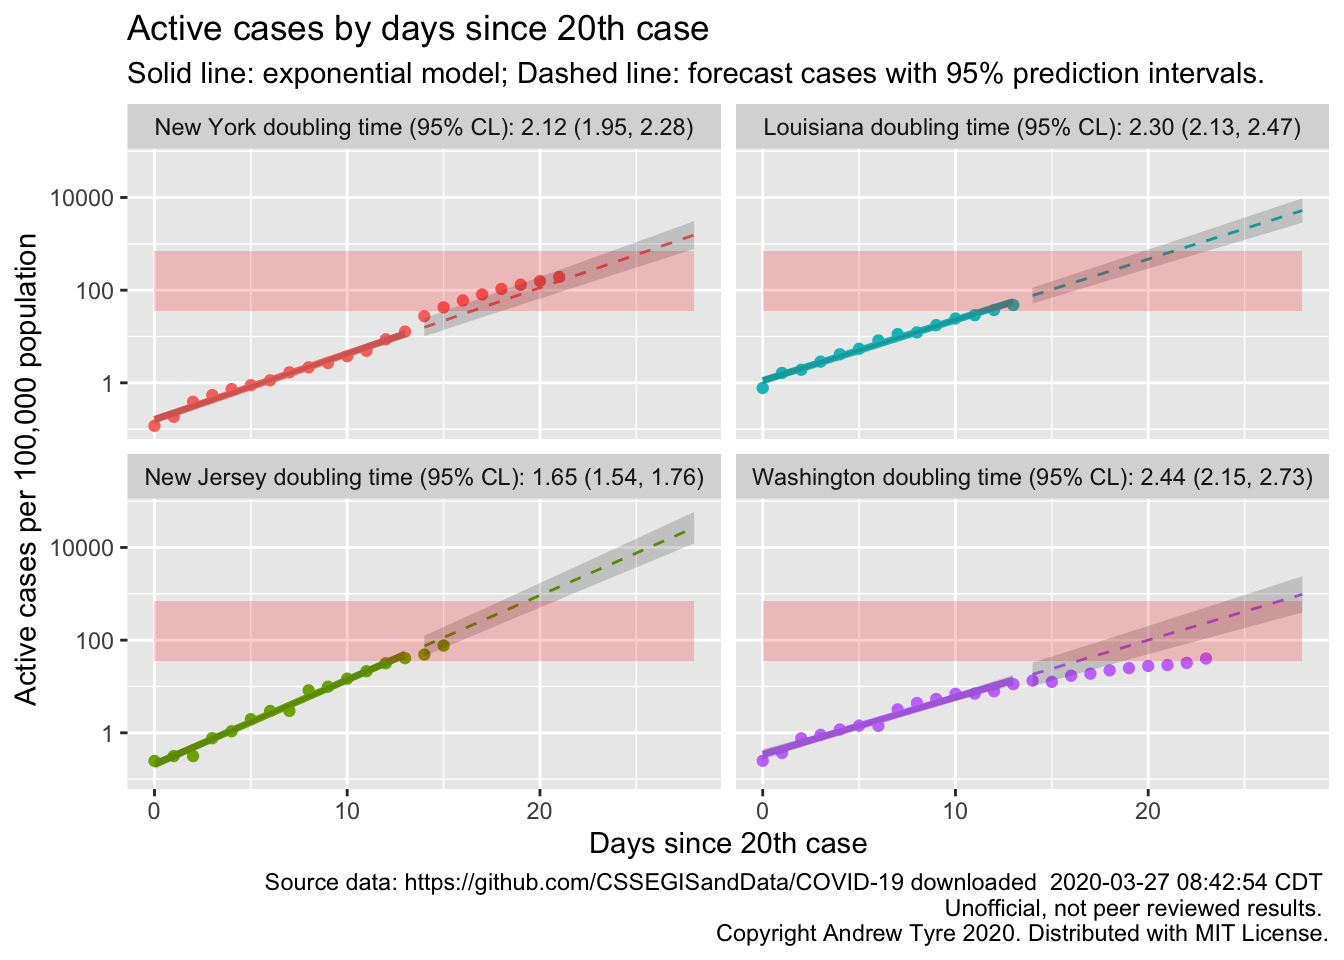 Active cases by days since 20th case
Solid line: exponential model; Dashed line: forecast cases with 95% prediction intervals.
New York doubling time (95% CL): 2.12 (1.95, 2.28)
Louisiana doubling time (95% CL): 2.30 (2.13, 2.47)
10000
100
1
New Jersey doubling time (95% CL): 1.65 (1.54, 1.76)
Washington doubling time (95% CL): 2.44 (2.15, 2.73)
10000
100
1
Active cases per 100,000 population
0
10
20
0
10
20
Days since 20th case
Source data: https://github.com/CSSEGISandData/COVID-19 downloaded  2020-03-27 08:42:54 CDT
Unofficial, not peer reviewed results.
Copyright Andrew Tyre 2020. Distributed with MIT License.